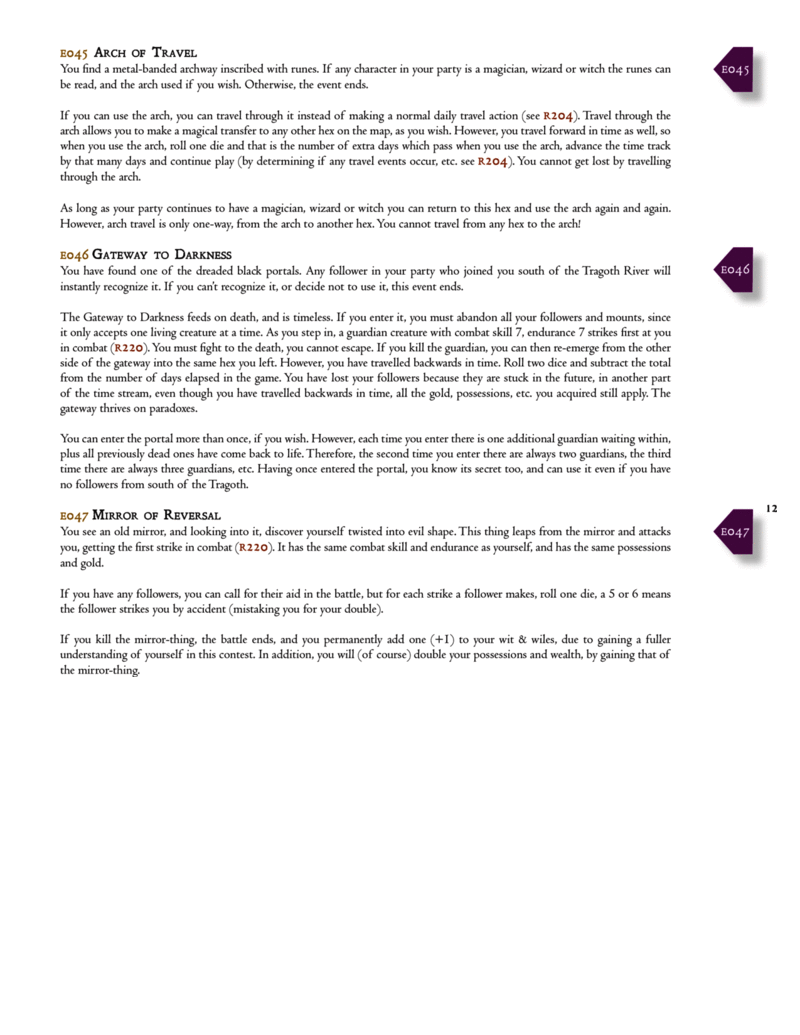 E045 Arch of Travel
E045
You find a metal-banded archway inscribed with runes. If any character in your party is a magician, wizard or witch the runes can
be read, and the arch used if you wish. Otherwise, the event ends.
If you can use the arch, you can travel through it instead of making a normal daily travel action (see R204). Travel through the
arch allows you to make a magical transfer to any other hex on the map, as you wish. However, you travel forward in time as well, so
when you use the arch, roll one die and that is the number of extra days which pass when you use the arch, advance the time track
by that many days and continue play (by determining if any travel events occur, etc. see R204). You cannot get lost by travelling
through the arch.
As long as your party continues to have a magician, wizard or witch you can return to this hex and use the arch again and again.
However, arch travel is only one-way, from the arch to another hex. You cannot travel from any hex to the arch!
E046 Gateway to Darkness
E046
You have found one of the dreaded black portals. Any follower in your party who joined you south of the Tragoth River will
instantly recognize it. If you can't recognize it, or decide not to use it, this event ends.
The Gateway to Darkness feeds on death, and is timeless. If you enter it, you must abandon all your followers and mounts, since
it only accepts one living creature at a time. As you step in, a guardian creature with combat skill 7, endurance 7 strikes first at you
in combat (R220). You must fight to the death, you cannot escape. If you kill the guardian, you can then re-emerge from the other
side of the gateway into the same hex you left. However, you have travelled backwards in time. Roll two dice and subtract the total
from the number of days elapsed in the game. You have lost your followers because they are stuck in the future, in another part
of the time stream, even though you have travelled backwards in time, all the gold, possessions, etc. you acquired still apply. The
gateway thrives on paradoxes.
You can enter the portal more than once, if you wish. However, each time you enter there is one additional guardian waiting within,
plus all previously dead ones have come back to life. Therefore, the second time you enter there are always two guardians, the third
time there are always three guardians, etc. Having once entered the portal, you know its secret too, and can use it even if you have
no followers from south of the Tragoth.
12
E047 Mirror of Reversal
E047
You see an old mirror, and looking into it, discover yourself twisted into evil shape. This thing leaps from the mirror and attacks
you, getting the first strike in combat (R220). It has the same combat skill and endurance as yourself, and has the same possessions
and gold.
If you have any followers, you can call for their aid in the battle, but for each strike a follower makes, roll one die, a 5 or 6 means
the follower strikes you by accident (mistaking you for your double).
If you kill the mirror-thing, the battle ends, and you permanently add one (+1) to your wit & wiles, due to gaining a fuller
understanding of yourself in this contest. In addition, you will (of course) double your possessions and wealth, by gaining that of
the mirror-thing.